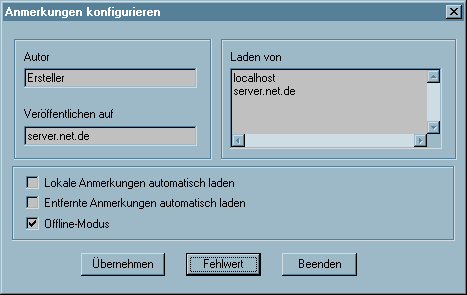 Anmerkungen konfigurieren
Autor
Ersteller
Veröffentlichen auf
server.net.de
Laden von
localhost
server.net.de
Lokale Anmerkungen automatisch laden
Entfernte Anmerkungen automatisch laden
Offline-Modus
Übernehmen Fehlwert Beenden